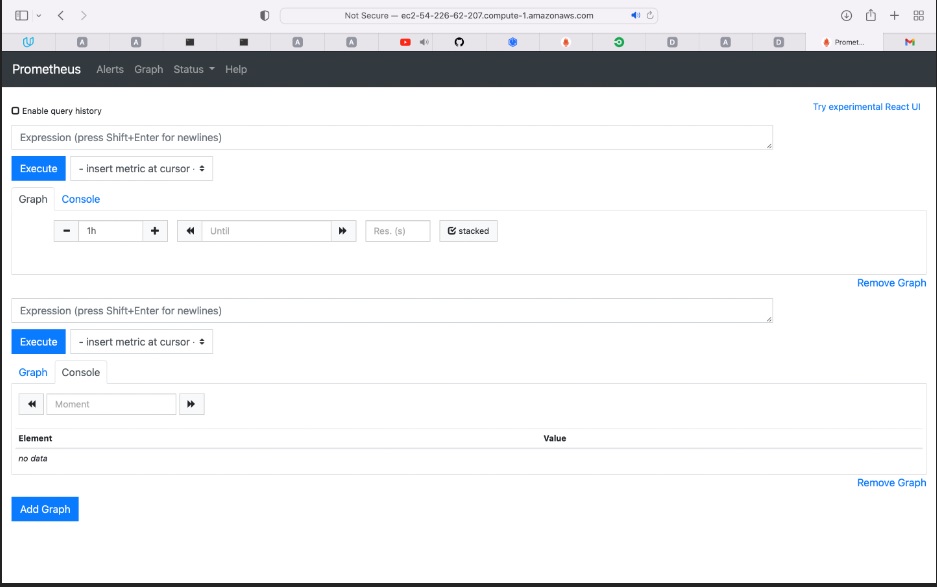 Not Secure — ec2-54-226-62-207.compute-1.amazonaws.com
A A A A D A D Promet...
Prometheus Alerts Graph Status Help
Enable query history Try experimental React UI
Expression (press Shift+Enter for newlines)
Execute - insert metric at cursor -
Graph Console
1h Until Res. (s) stacked
Remove Graph
Expression (press Shift+Enter for newlines)
Execute - insert metric at cursor -
Graph Console
Moment
Element Value
no data
Remove Graph
Add Graph